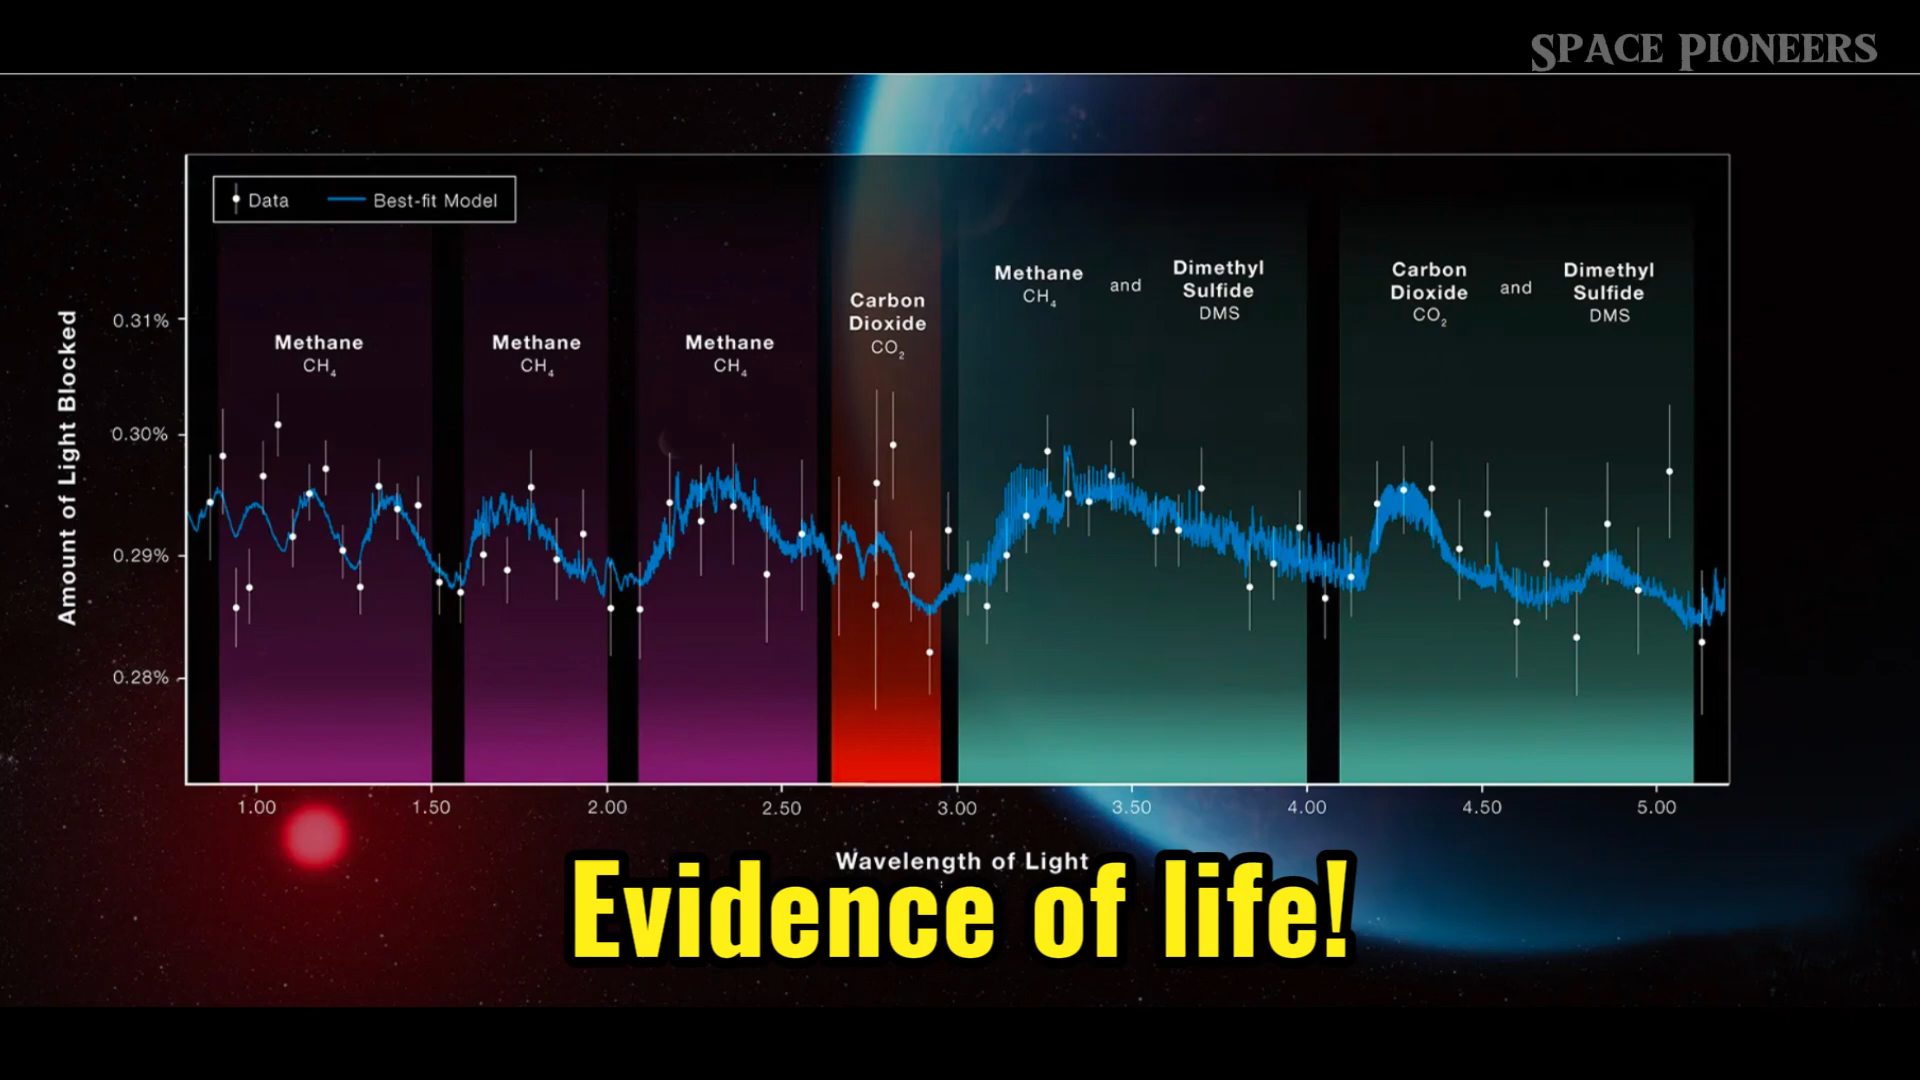 SPACE PIONEERS
Data
Best-fit Model
Amount of Light Blocked
0.31%
0.30%
0.29%
0.28%
Methane
CH₄
Methane
CH₄
Methane
CH₄
Carbon
Dioxide
CO₂
Methane
CH₄
and
Dimethyl
Sulfide
DMS
Carbon
Dioxide
CO₂
and
Dimethyl
Sulfide
DMS
1.00 1.50 2.00 2.50 3.00 3.50 4.00 4.50 5.00
Wavelength of Light
Evidence of life!